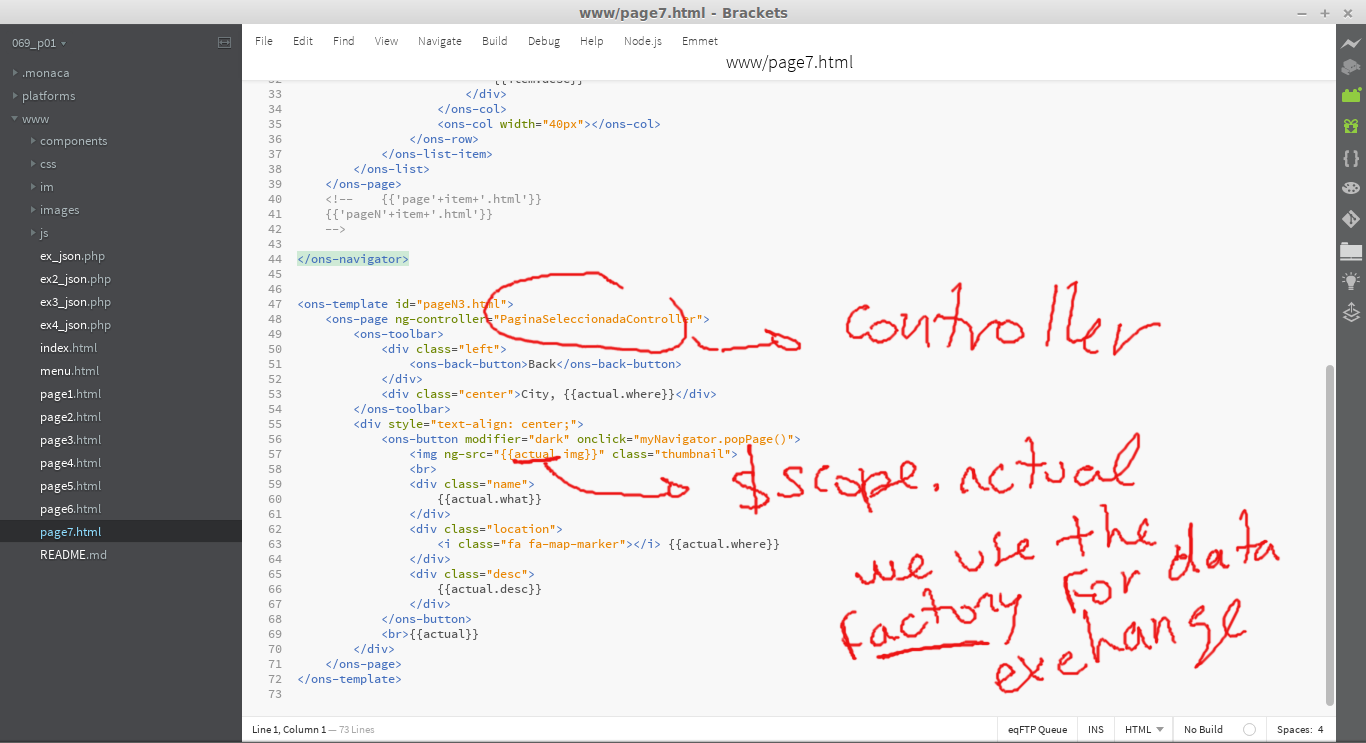 www/page7.html - Brackets
069_p01
File Edit Find View Navigate Build Debug Help Node.js Emmet
www/page7.html
.monaca
platforms
www
components
css
im
images
js
ex_json.php
ex2_json.php
ex3_json.php
ex4_json.php
index.html
menu.html
page1.html
page2.html
page3.html
page4.html
page5.html
page6.html
page7.html
README.md
33 </div>
34 </ons-col>
35 <ons-col width="40px"></ons-col>
36 </ons-row>
37 </ons-list-item>
38 </ons-list>
39 </ons-page>
40 <!-- {{'page'+item+'.html'}}
41 {{'pageN'+item+'.html'}}
42 -->
43
44 </ons-navigator>
45
46
47 <ons-template id="pageN3.html">
48 <ons-page ng-controller="PaginaSeleccionadaController">
49 <ons-toolbar>
50 <div class="left">
51 <ons-back-button>Back</ons-back-button>
52 </div>
53 <div class="center">City, {{actual.where}}</div>
54 </ons-toolbar>
55 <div style="text-align: center;">
56 <ons-button modifier="dark" onclick="myNavigator.popPage()">
57 <img ng-src="{{actual.img}}" class="thumbnail">
58 <br>
59 <div class="name">
60 {{actual.what}}
61 </div>
62 <div class="location">
63 <i class="fa fa-map-marker"></i> {{actual.where}}
64 </div>
65 <div class="desc">
66 {{actual.desc}}
67 </div>
68 </ons-button>
69 <br>{{actual}}
70 </div>
71 </ons-page>
72 </ons-template>
73
controller
$scope.actual
we use the
factory for data
exchange
Line 1, Column 1 — 73 Lines
eqFTP Queue INS HTML No Build Spaces: 4